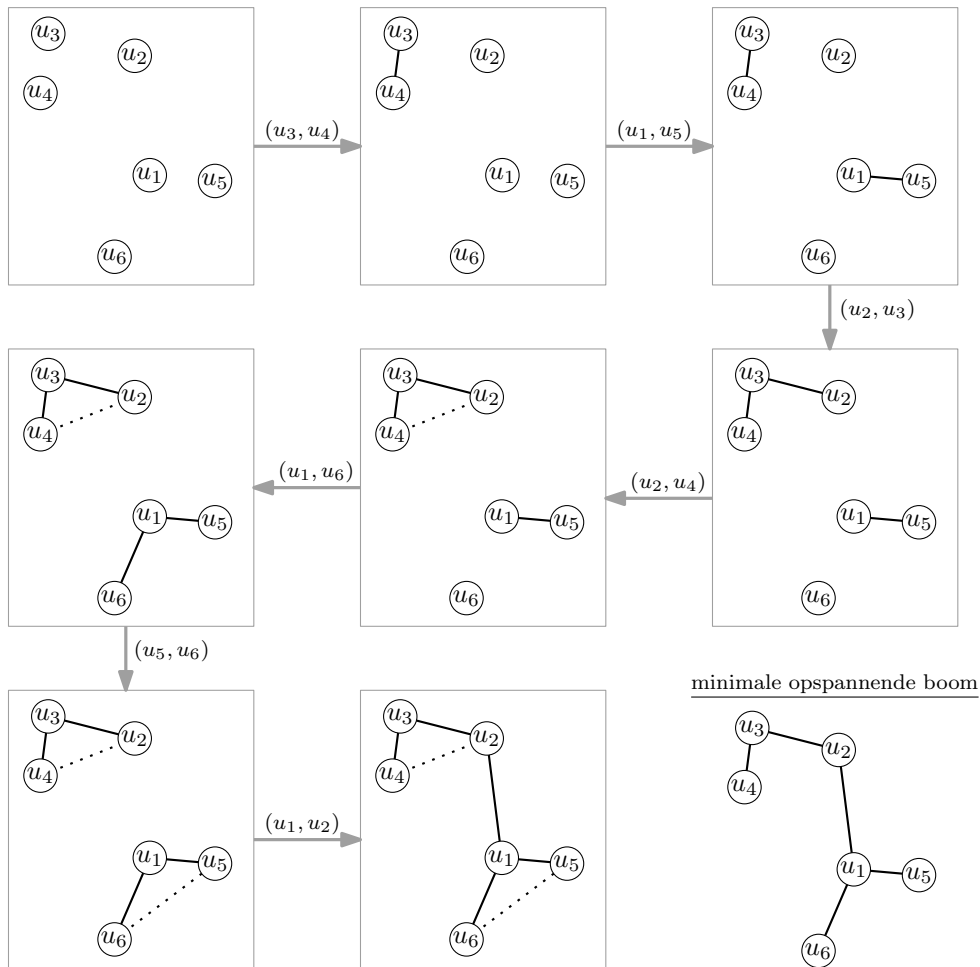 u₃
u₂
u₄
u₁
u₅
u₆
(u₃, u₄)
u₃
u₂
u₄
u₁
u₅
u₆
(u₁, u₅)
u₃
u₂
u₄
u₁
u₅
u₆
(u₂, u₃)
u₃
u₂
u₄
u₁
u₅
u₆
(u₂, u₄)
u₃
u₂
u₄
u₁
u₅
u₆
(u₁, u₆)
u₃
u₂
u₄
u₁
u₅
u₆
(u₅, u₆)
u₃
u₂
u₄
u₁
u₅
u₆
(u₁, u₂)
u₃
u₂
u₄
u₁
u₅
u₆
minimale opspannende boom
u₃
u₂
u₄
u₁
u₅
u₆